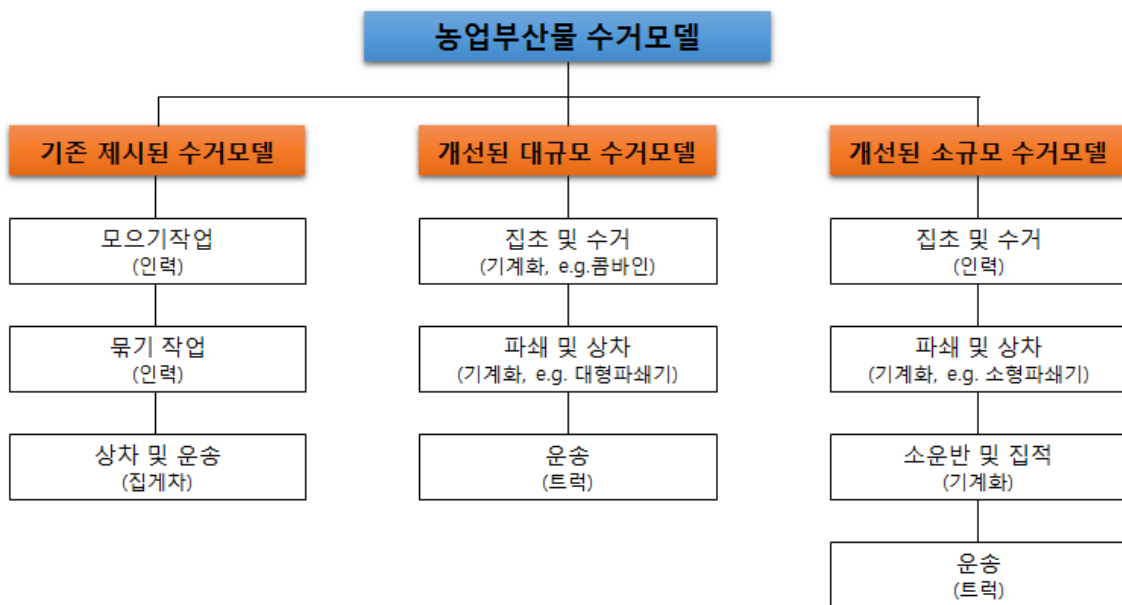 농업부산물 수거모델
기존 제시된 수거모델
모으기작업
(인력)
묶기 작업
(인력)
상차 및 운송
(집게차)
개선된 대규모 수거모델
집초 및 수거
(기계화, e.g.콤바인)
파쇄 및 상차
(기계화, e.g. 대형파쇄기)
운송
(트럭)
개선된 소규모 수거모델
집초 및 수거
(인력)
파쇄 및 상차
(기계화, e.g. 소형파쇄기)
소운반 및 집적
(기계화)
운송
(트럭)